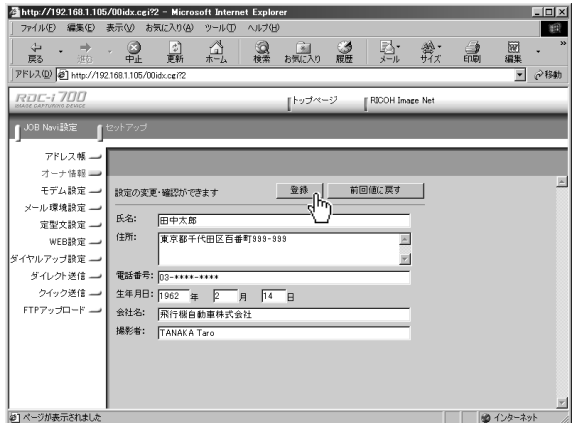 http://192.168.1.105/00idx.cgi?2 - Microsoft Internet Explorer
ファイル(F) 編集(E) 表示(V) お気に入り(A) ツール(T) ヘルプ(H)
戻る 進む 中止 更新 ホーム 検索 お気に入り 履歴 メール サイズ 印刷 編集 »
アドレス(D) http://192.168.1.105/00idx.cgi?2 移動
RDC-i700
IMAGE CAPTURING DEVICE
トップページ RICOH Image Net
JOB Navi設定 セットアップ
アドレス帳
オーナ情報
モデム設定
メール環境設定
定型文設定
WEB設定
ダイヤルアップ設定
ダイレクト送信
クイック送信
FTPアップロード
設定の変更・確認ができます 登録 前回値に戻す
氏名: 田中太郎
住所: 東京都千代田区百番町999-999
電話番号: 03-****-****
生年月日: 1962 年 2 月 14 日
会社名: 飛行機自動車株式会社
撮影者: TANAKA Taro
ページが表示されました インターネット